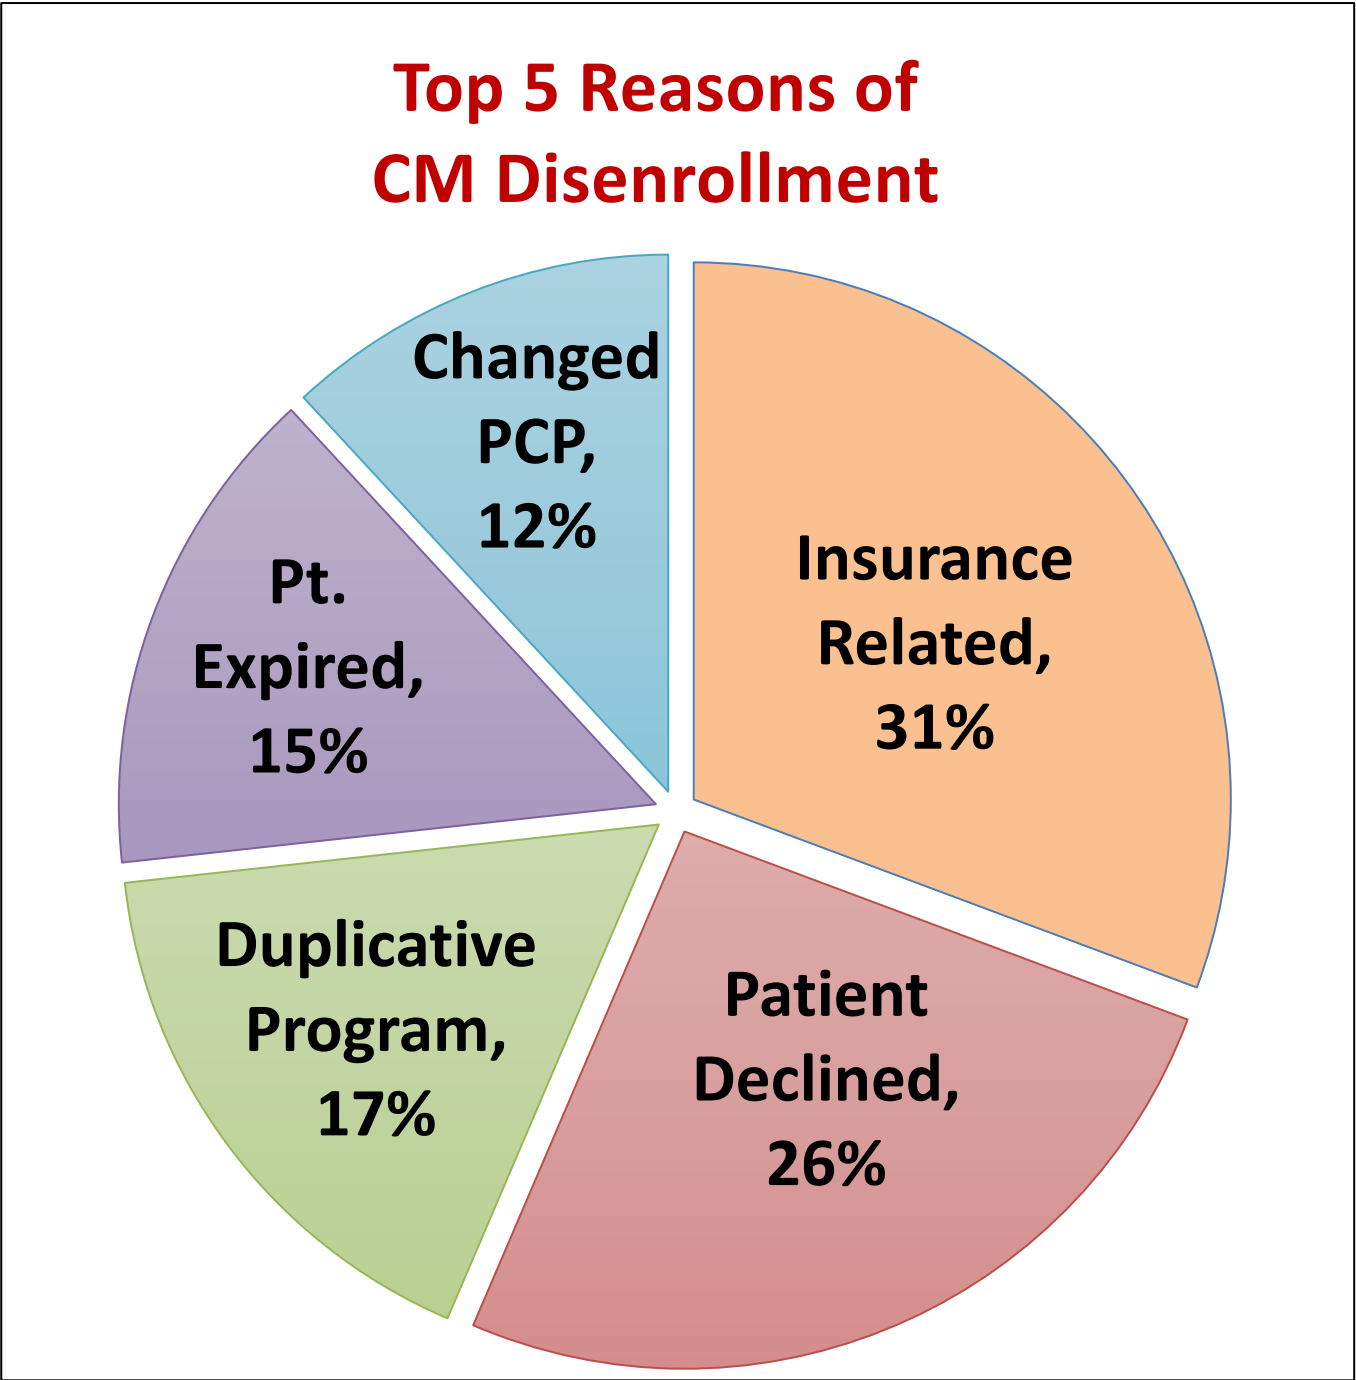 Top 5 Reasons of
CM Disenrollment
Changed
PCP,
12%
Insurance
Related,
31%
Pt.
Expired,
15%
Duplicative
Program,
17%
Patient
Declined,
26%